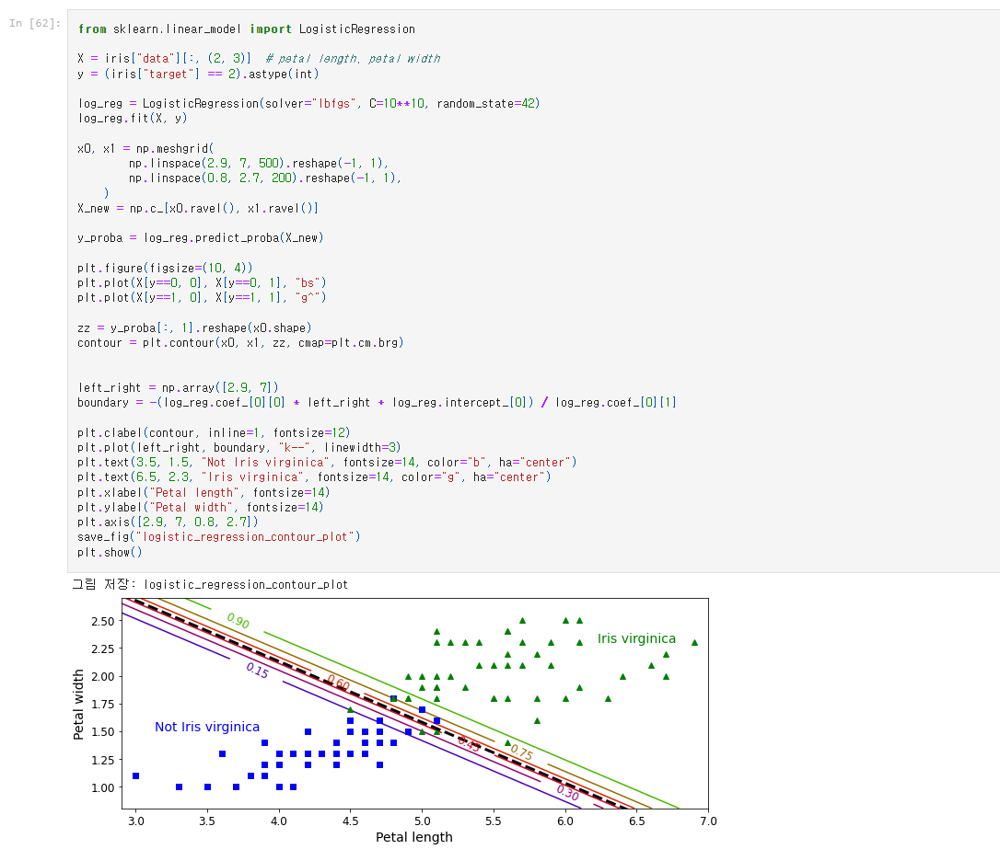 In [62]:
from sklearn.linear_model import LogisticRegression
X = iris["data"][:, (2, 3)]  # petal length, petal width
y = (iris["target"] == 2).astype(int)
log_reg = LogisticRegression(solver="lbfgs", C=10**10, random_state=42)
log_reg.fit(X, y)
x0, x1 = np.meshgrid(
        np.linspace(2.9, 7, 500).reshape(-1, 1),
        np.linspace(0.8, 2.7, 200).reshape(-1, 1),
    )
X_new = np.c_[x0.ravel(), x1.ravel()]
y_proba = log_reg.predict_proba(X_new)
plt.figure(figsize=(10, 4))
plt.plot(X[y==0, 0], X[y==0, 1], "bs")
plt.plot(X[y==1, 0], X[y==1, 1], "g^")
zz = y_proba[:, 1].reshape(x0.shape)
contour = plt.contour(x0, x1, zz, cmap=plt.cm.brg)
left_right = np.array([2.9, 7])
boundary = -(log_reg.coef_[0][0] * left_right + log_reg.intercept_[0]) / log_reg.coef_[0][1]
plt.clabel(contour, inline=1, fontsize=12)
plt.plot(left_right, boundary, "k--", linewidth=3)
plt.text(3.5, 1.5, "Not Iris virginica", fontsize=14, color="b", ha="center")
plt.text(6.5, 2.3, "Iris virginica", fontsize=14, color="g", ha="center")
plt.xlabel("Petal length", fontsize=14)
plt.ylabel("Petal width", fontsize=14)
plt.axis([2.9, 7, 0.8, 2.7])
save_fig("logistic_regression_contour_plot")
plt.show()
그림 저장: logistic_regression_contour_plot
Petal width
2.50
2.25
2.00
1.75
1.50
1.25
1.00
0.90
0.15
0.60
0.45
0.75
0.30
Iris virginica
Not Iris virginica
3.0 3.5 4.0 4.5 5.0 5.5 6.0 6.5 7.0
Petal length